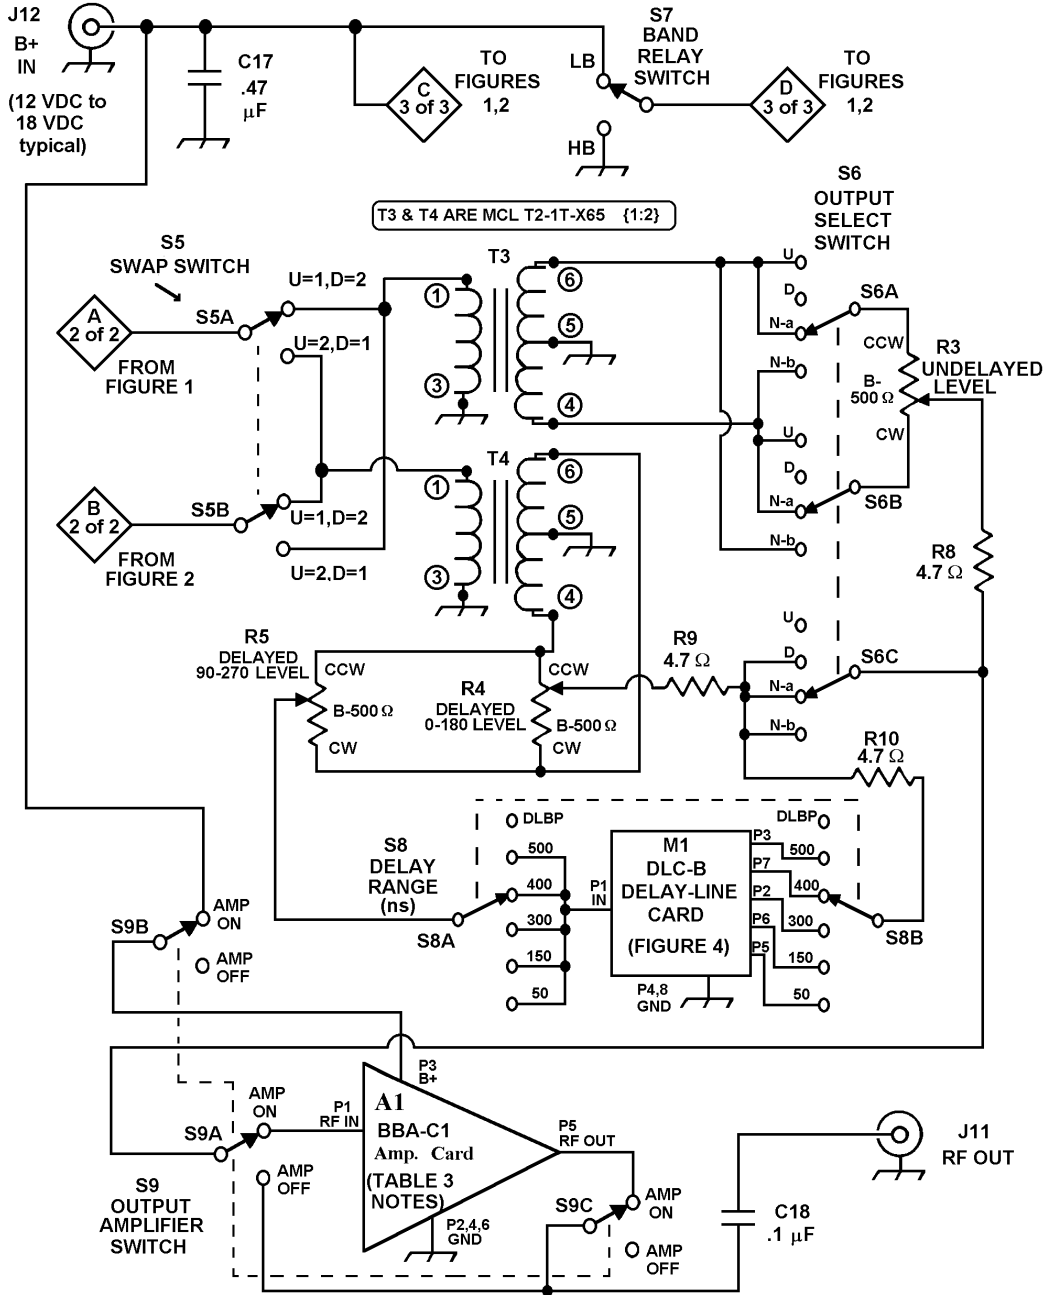 J12
B+
IN
(12 VDC to
18 VDC
typical)
C17
.47
µF
C
3 of 3
TO
FIGURES
1,2
S7
BAND
RELAY
SWITCH
LB
HB
D
3 of 3
TO
FIGURES
1,2
T3 & T4 ARE MCL T2-1T-X65 {1:2}
S6
OUTPUT
SELECT
SWITCH
S5
SWAP SWITCH
U=1,D=2
S5A
U=2,D=1
A
2 of 2
FROM
FIGURE 1
B
2 of 2
FROM
FIGURE 2
S5B
U=1,D=2
U=2,D=1
T3
1
3
6
5
4
T4
1
3
6
5
4
U
D
N-a
N-b
S6A
U
D
N-a
N-b
S6B
U
D
N-a
N-b
S6C
CCW
B-
500 Ω
CW
R3
UNDELAYED
LEVEL
R8
4.7 Ω
R5
DELAYED
90-270 LEVEL
CCW
B-500 Ω
CW
R4
DELAYED
0-180 LEVEL
CCW
B-500 Ω
CW
R9
4.7 Ω
R10
4.7 Ω
S8
DELAY
RANGE
(ns)
S8A
DLBP
500
400
300
150
50
P1
IN
M1
DLC-B
DELAY-LINE
CARD
(FIGURE 4)
P4,8
GND
P3
P7
P2
P6
P5
DLBP
500
400
300
150
50
S8B
S9B
AMP
ON
AMP
OFF
P3
B+
S9A
AMP
ON
AMP
OFF
P1
RF IN
A1
BBA-C1
Amp. Card
(TABLE 3
NOTES)
P2,4,6
GND
P5
RF OUT
S9C
AMP
ON
AMP
OFF
S9
OUTPUT
AMPLIFIER
SWITCH
C18
.1 µF
J11
RF OUT